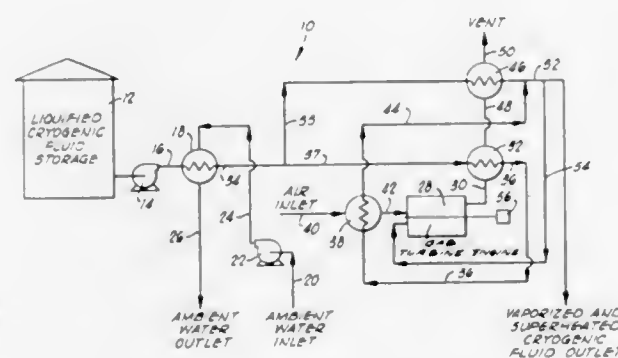 10
VENT
50
46
52
12
LIQUIFIED
CRYOGENIC
FLUID
STORAGE
18
16
34
14
55
44
48
37
32
36
54
24
AIR
INLET
40
42
28
30
56
38
GAS
TURBINE ENGINE
26
22
20
36
AMBIENT
WATER
OUTLET
AMBIENT
WATER
INLET
VAPORIZED AND
SUPERHEATED
CRYOGENIC
FLUID OUTLET